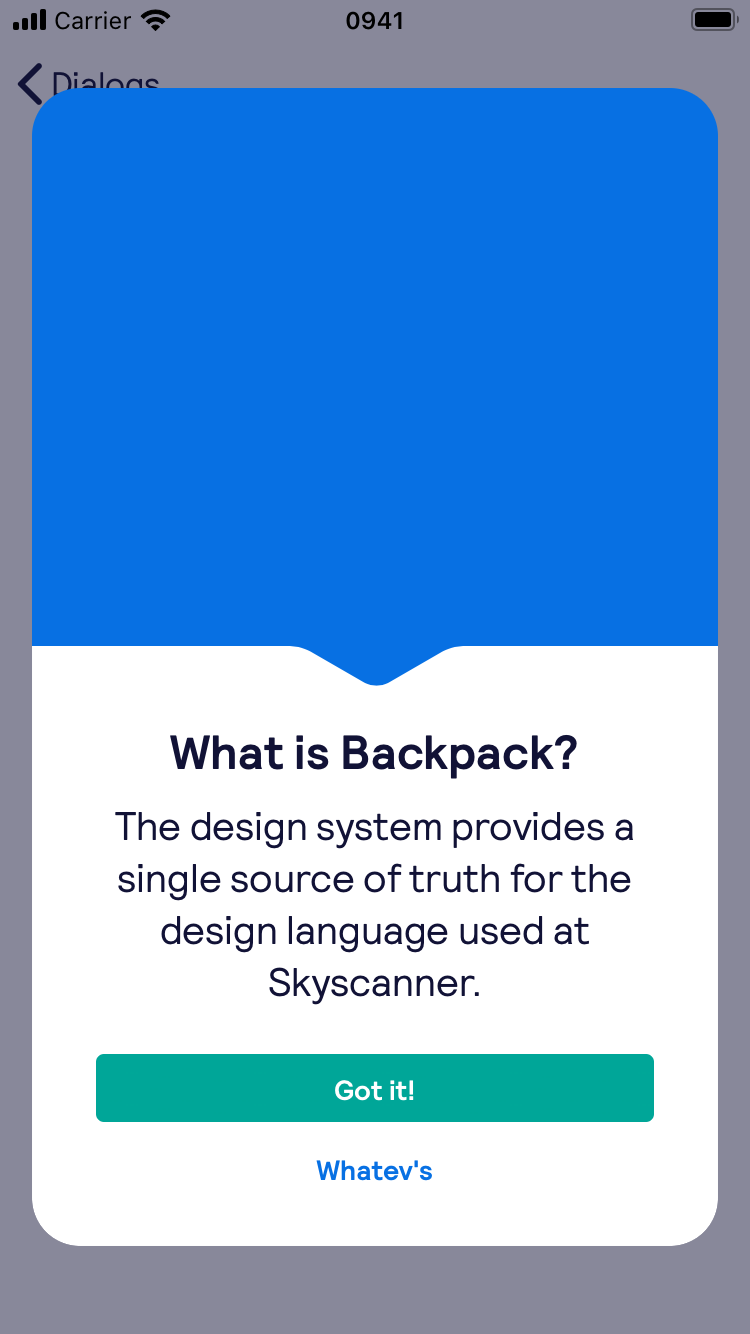 Carrier 0941
Dialogs
What is Backpack?
The design system provides a
single source of truth for the
design language used at
Skyscanner.
Got it!
Whatev's